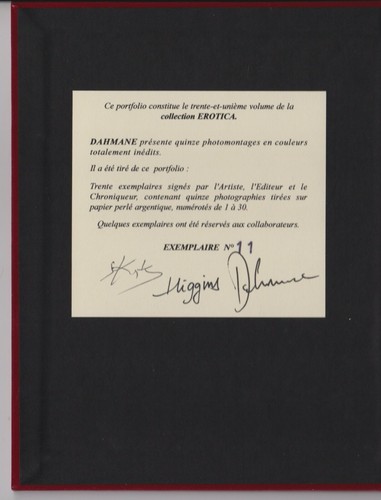 Ce portfolio constitue le trente-et-unième volume de la
collection EROTICA.
DAHMANE présente quinze photomontages en couleurs
totalement inédits.
Il a été tiré de ce portfolio :
Trente exemplaires signés par l'Artiste, l'Editeur et le
Chroniqueur, contenant quinze photographies tirées sur
papier perlé argentique, numérotés de 1 à 30.
Quelques exemplaires ont été réservés aux collaborateurs.
EXEMPLAIRE N° 11
Higgins Dahmane